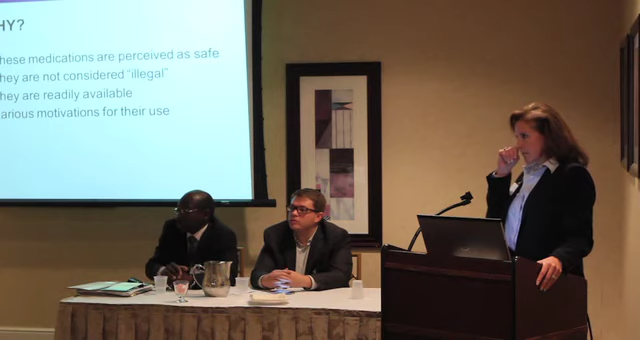 HY?
hese medications are perceived as safe
hey are not considered “illegal”
hey are readily available
arious motivations for their use